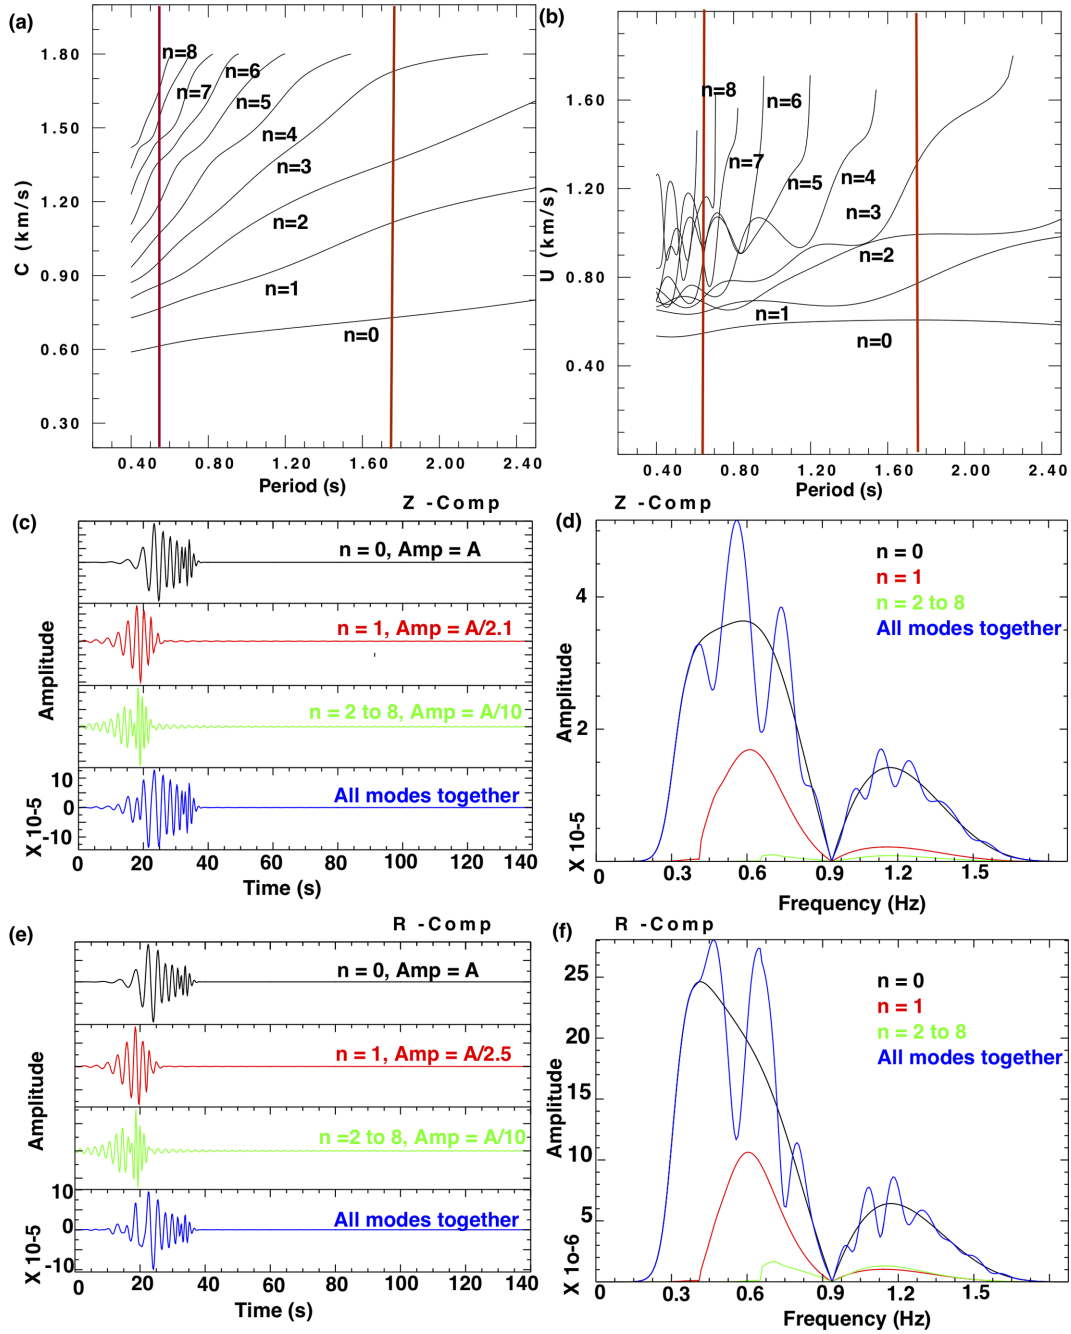 (a)
C (km/s)
1.80
1.50
1.20
0.90
0.60
0.30
n=8
n=7
n=6
n=5
n=4
n=3
n=2
n=1
n=0
0.40 0.80 1.20 1.60 2.00 2.40
Period (s)
(b)
U (km/s)
1.60
1.20
0.80
0.40
n=8
n=6
n=7
n=5
n=4
n=3
n=2
n=1
n=0
0.40 0.80 1.20 1.60 2.00 2.40
Period (s)
(c)
Z -Comp
n = 0, Amp = A
n = 1, Amp = A/2.1
n = 2 to 8, Amp = A/10
All modes together
Amplitude
X 10-5
10
0
-10
0 20 40 60 80 100 120 140
Time (s)
(d)
Z -Comp
n = 0
n = 1
n = 2 to 8
All modes together
Amplitude
X 10-5
4
2
0 0.3 0.6 0.9 1.2 1.5
Frequency (Hz)
(e)
R -Comp
n = 0, Amp = A
n = 1, Amp = A/2.5
n =2 to 8, Amp = A/10
All modes together
Amplitude
X 10-5
10
0
-10
0 20 40 60 80 100 120 140
Time (s)
(f)
R -Comp
n = 0
n = 1
n = 2 to 8
All modes together
Amplitude
X 1o-6
25
20
15
10
5
0 0.3 0.6 0.9 1.2 1.5
Frequency (Hz)